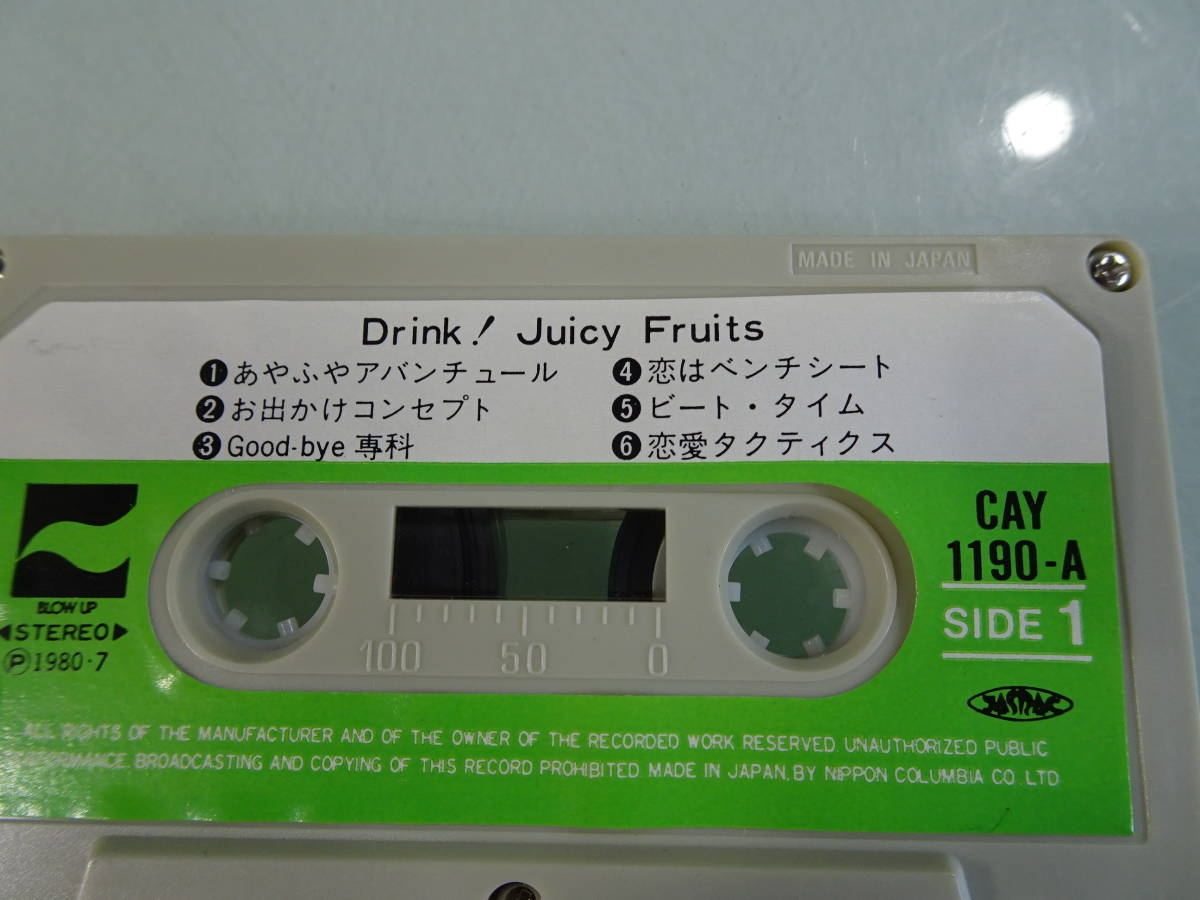 MADE IN JAPAN
Drink! Juicy Fruits
❶あやふやアバンチュール
❷お出かけコンセプト
❸Good-bye 専科
❹恋はベンチシート
❺ビート・タイム
❻恋愛タクティクス
BLOW UP
◀STEREO▶
Ⓟ1980·7
100 50 0
CAY
1190-A
SIDE 1
JASRAC
ALL RIGHTS OF THE MANUFACTURER AND OF THE OWNER OF THE RECORDED WORK RESERVED. UNAUTHORIZED PUBLIC
BROADCASTING AND COPYING OF THIS RECORD PROHIBITED MADE IN JAPAN. BY NIPPON COLUMBIA CO. LTD